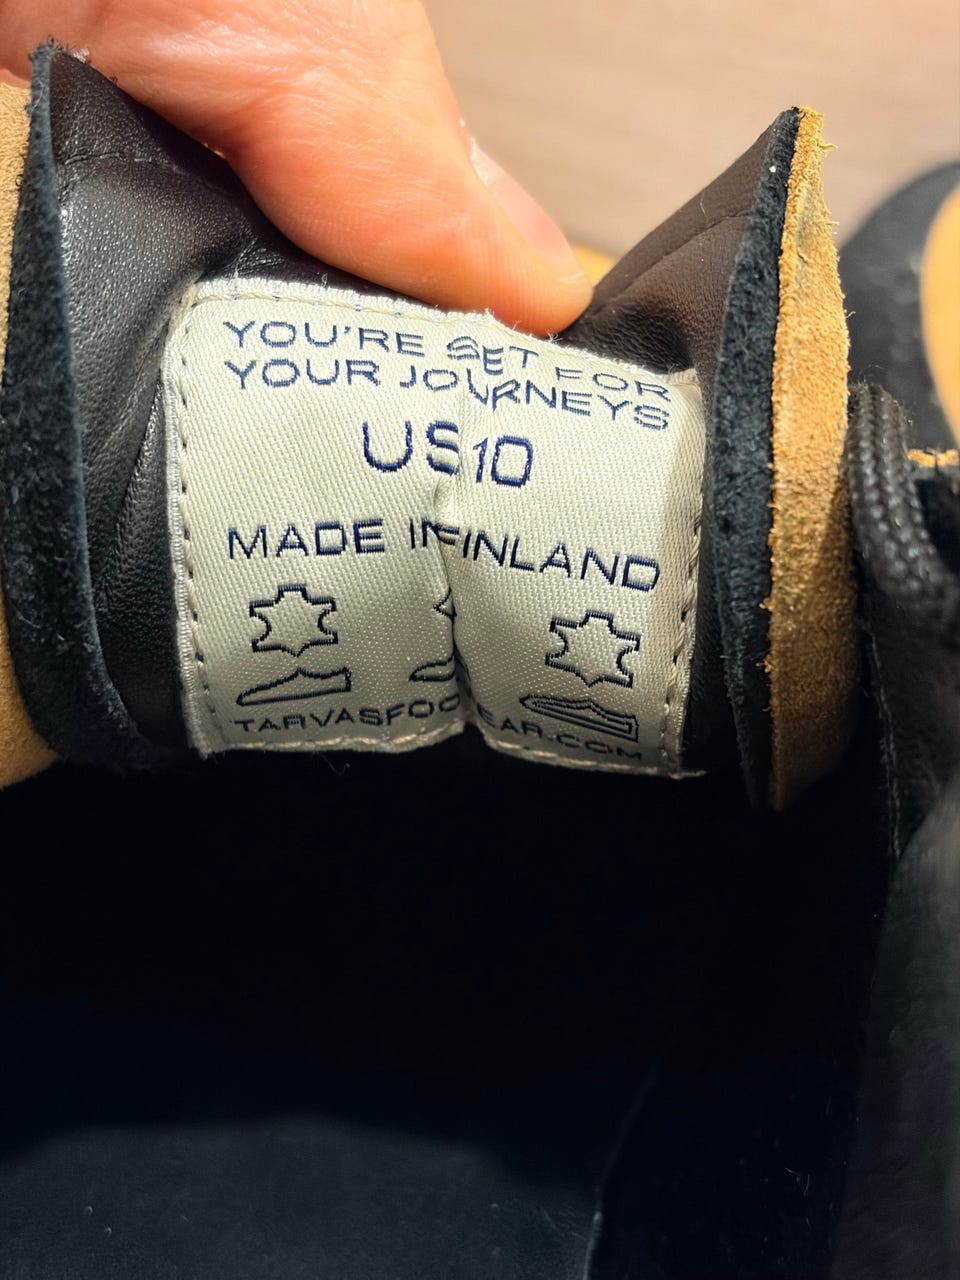 YOU'RE SET FOR
YOUR JOURNEYS
US 10
MADE IN FINLAND
TARVASFOOTWEAR.COM